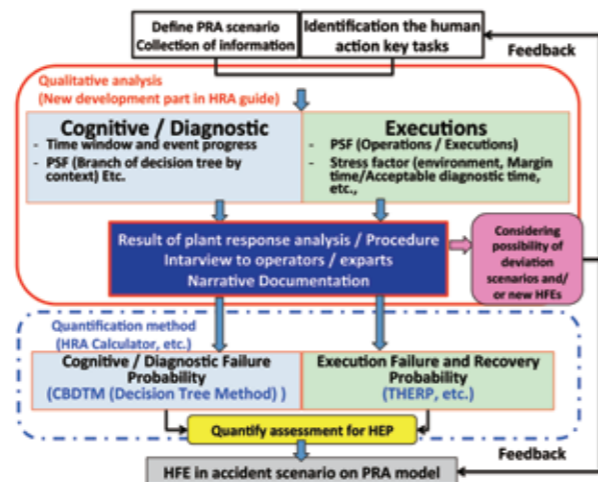 Define PRA scenario
Collection of information
Identification the human
action key tasks
Feedback
Qualitative analysis
(New development part in HRA guide)
Cognitive / Diagnostic
- Time window and event progress
- PSF (Branch of decision tree by
context) Etc.
Executions
- PSF (Operations / Executions)
- Stress factor (environment, Margin
time/Acceptable diagnostic time,
etc.,
Result of plant response analysis / Procedure
Intarview to operators / exparts
Narrative Documentation
Considering
possibility of
deviation
scenarios and/
or new HFEs
Quantification method
(HRA Calculator, etc.)
Cognitive / Diagnostic Failure
Probability
(CBDTM (Decision Tree Method) )
Execution Failure and Recovery
Probability
(THERP, etc.)
Quantify assessment for HEP
Feedback
HFE in accident scenario on PRA model